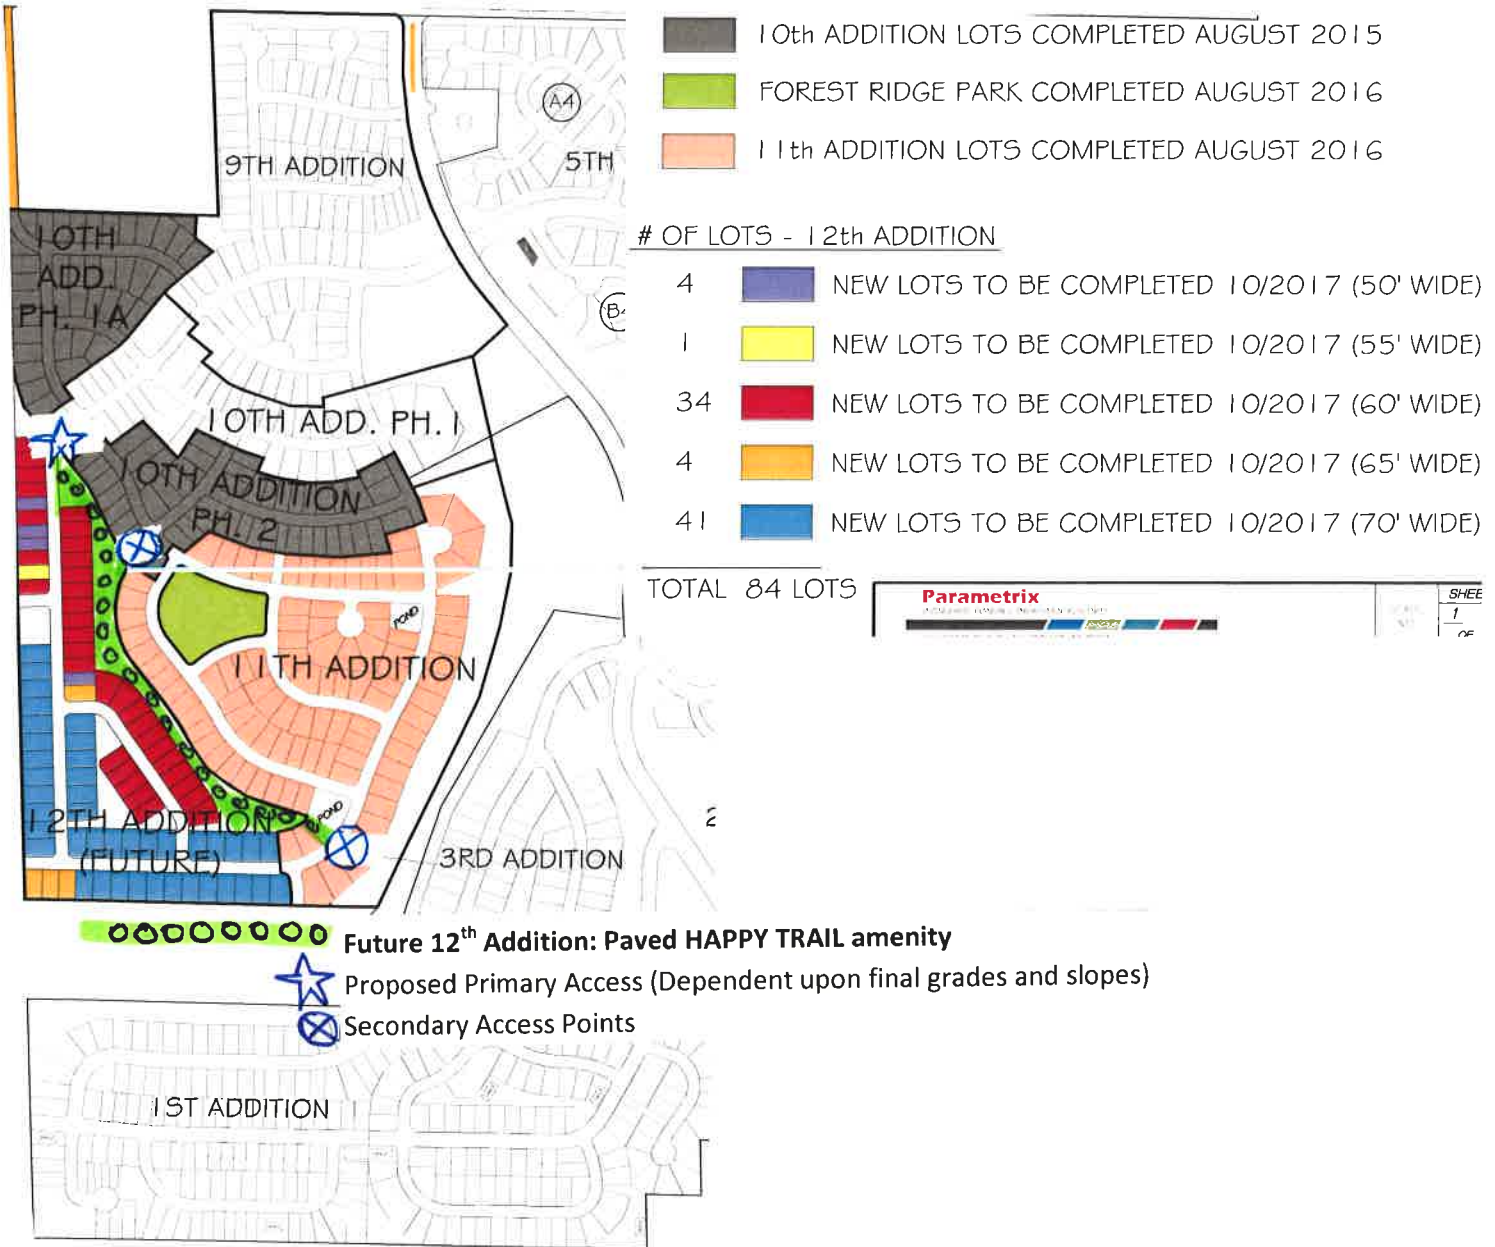 10th ADDITION LOTS COMPLETED AUGUST 2015
FOREST RIDGE PARK COMPLETED AUGUST 2016
11th ADDITION LOTS COMPLETED AUGUST 2016
# OF LOTS - 12th ADDITION
4 NEW LOTS TO BE COMPLETED 10/2017 (50' WIDE)
1 NEW LOTS TO BE COMPLETED 10/2017 (55' WIDE)
34 NEW LOTS TO BE COMPLETED 10/2017 (60' WIDE)
4 NEW LOTS TO BE COMPLETED 10/2017 (65' WIDE)
41 NEW LOTS TO BE COMPLETED 10/2017 (70' WIDE)
TOTAL 84 LOTS
Parametrix
SHEE
1
OF
A4
9TH ADDITION
5TH
10TH
ADD.
PH. 1A
B4
10TH ADD. PH. 1
10TH ADDITION
PH. 2
POND
11TH ADDITION
POND
12TH ADDITION
(FUTURE)
2
3RD ADDITION
Future 12th Addition: Paved HAPPY TRAIL amenity
Proposed Primary Access (Dependent upon final grades and slopes)
Secondary Access Points
1ST ADDITION